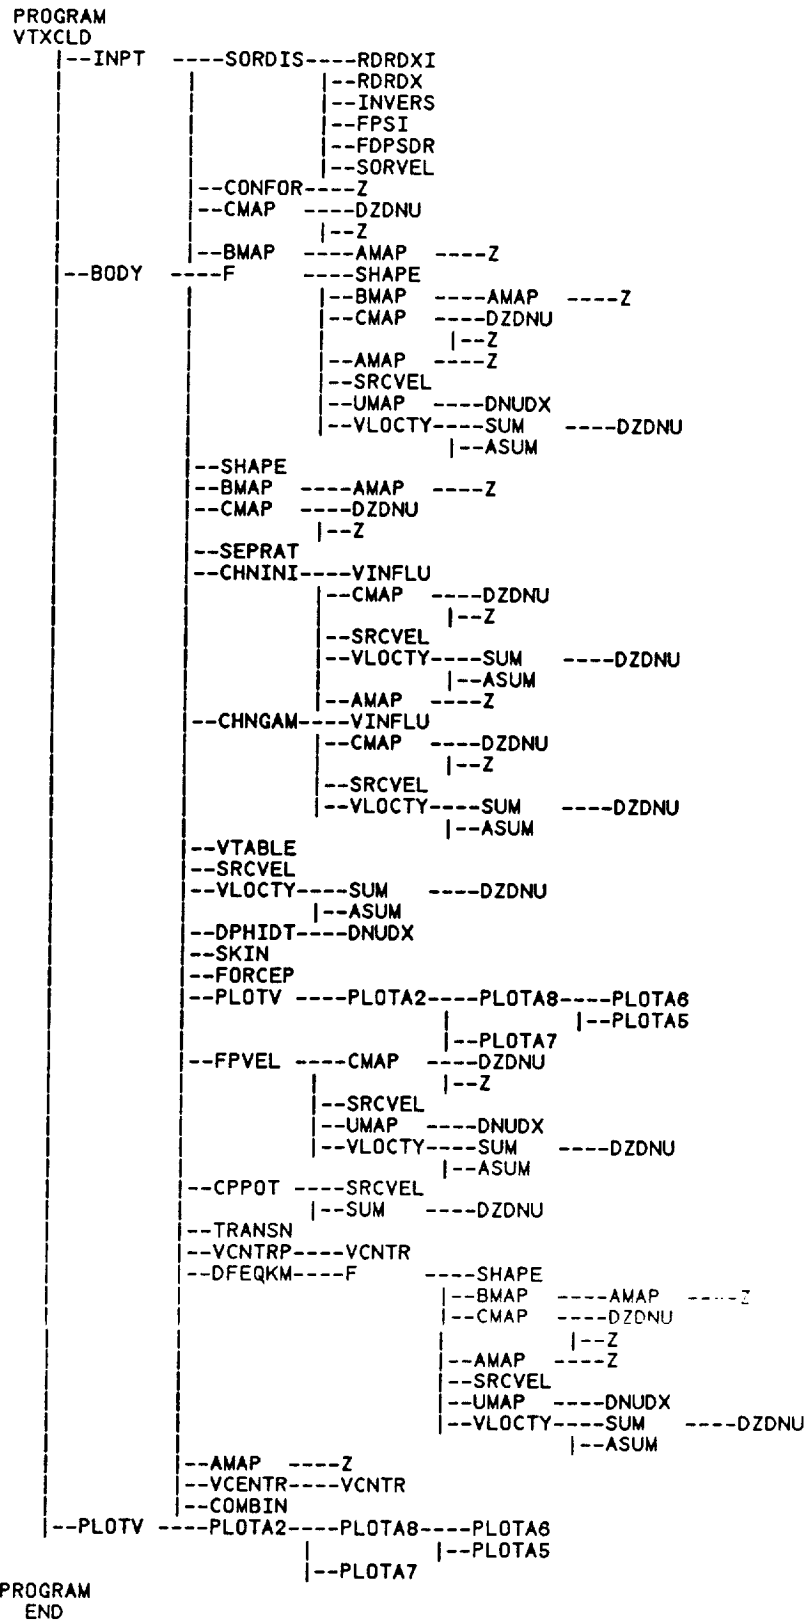 PROGRAM
VTXCLD
|--INPT ----SORDIS----RDRDXI
|--RDRDX
|--INVERS
|--FPSI
|--FDPSDR
|--SORVEL
|--CONFOR----Z
|--CMAP ----DZDNU
|--Z
|--BMAP ----AMAP ----Z
|--BODY ----F ----SHAPE
|--BMAP ----AMAP ----Z
|--CMAP ----DZDNU
|--Z
|--AMAP ----Z
|--SRCVEL
|--UMAP ----DNUDX
|--VLOCTY----SUM ----DZDNU
|--ASUM
|--SHAPE
|--BMAP ----AMAP ----Z
|--CMAP ----DZDNU
|--Z
|--SEPRAT
|--CHNINI----VINFLU
|--CMAP ----DZDNU
|--Z
|--SRCVEL
|--VLOCTY----SUM ----DZDNU
|--ASUM
|--AMAP ----Z
|--CHNGAM----VINFLU
|--CMAP ----DZDNU
|--Z
|--SRCVEL
|--VLOCTY----SUM ----DZDNU
|--ASUM
|--VTABLE
|--SRCVEL
|--VLOCTY----SUM ----DZDNU
|--ASUM
|--DPHIDT----DNUDX
|--SKIN
|--FORCEP
|--PLOTV ----PLOTA2----PLOTA8----PLOTA6
|--PLOTA5
|--PLOTA7
|--FPVEL ----CMAP ----DZDNU
|--Z
|--SRCVEL
|--UMAP ----DNUDX
|--VLOCTY----SUM ----DZDNU
|--ASUM
|--CPPOT ----SRCVEL
|--SUM ----DZDNU
|--TRANSN
|--VCNTRP----VCNTR
|--DFEQKM----F ----SHAPE
|--BMAP ----AMAP ----Z
|--CMAP ----DZDNU
|--Z
|--AMAP ----Z
|--SRCVEL
|--UMAP ----DNUDX
|--VLOCTY----SUM ----DZDNU
|--ASUM
|--AMAP ----Z
|--VCENTR----VCNTR
|--COMBIN
|--PLOTV ----PLOTA2----PLOTA8----PLOTA6
|--PLOTA5
|--PLOTA7
PROGRAM
END